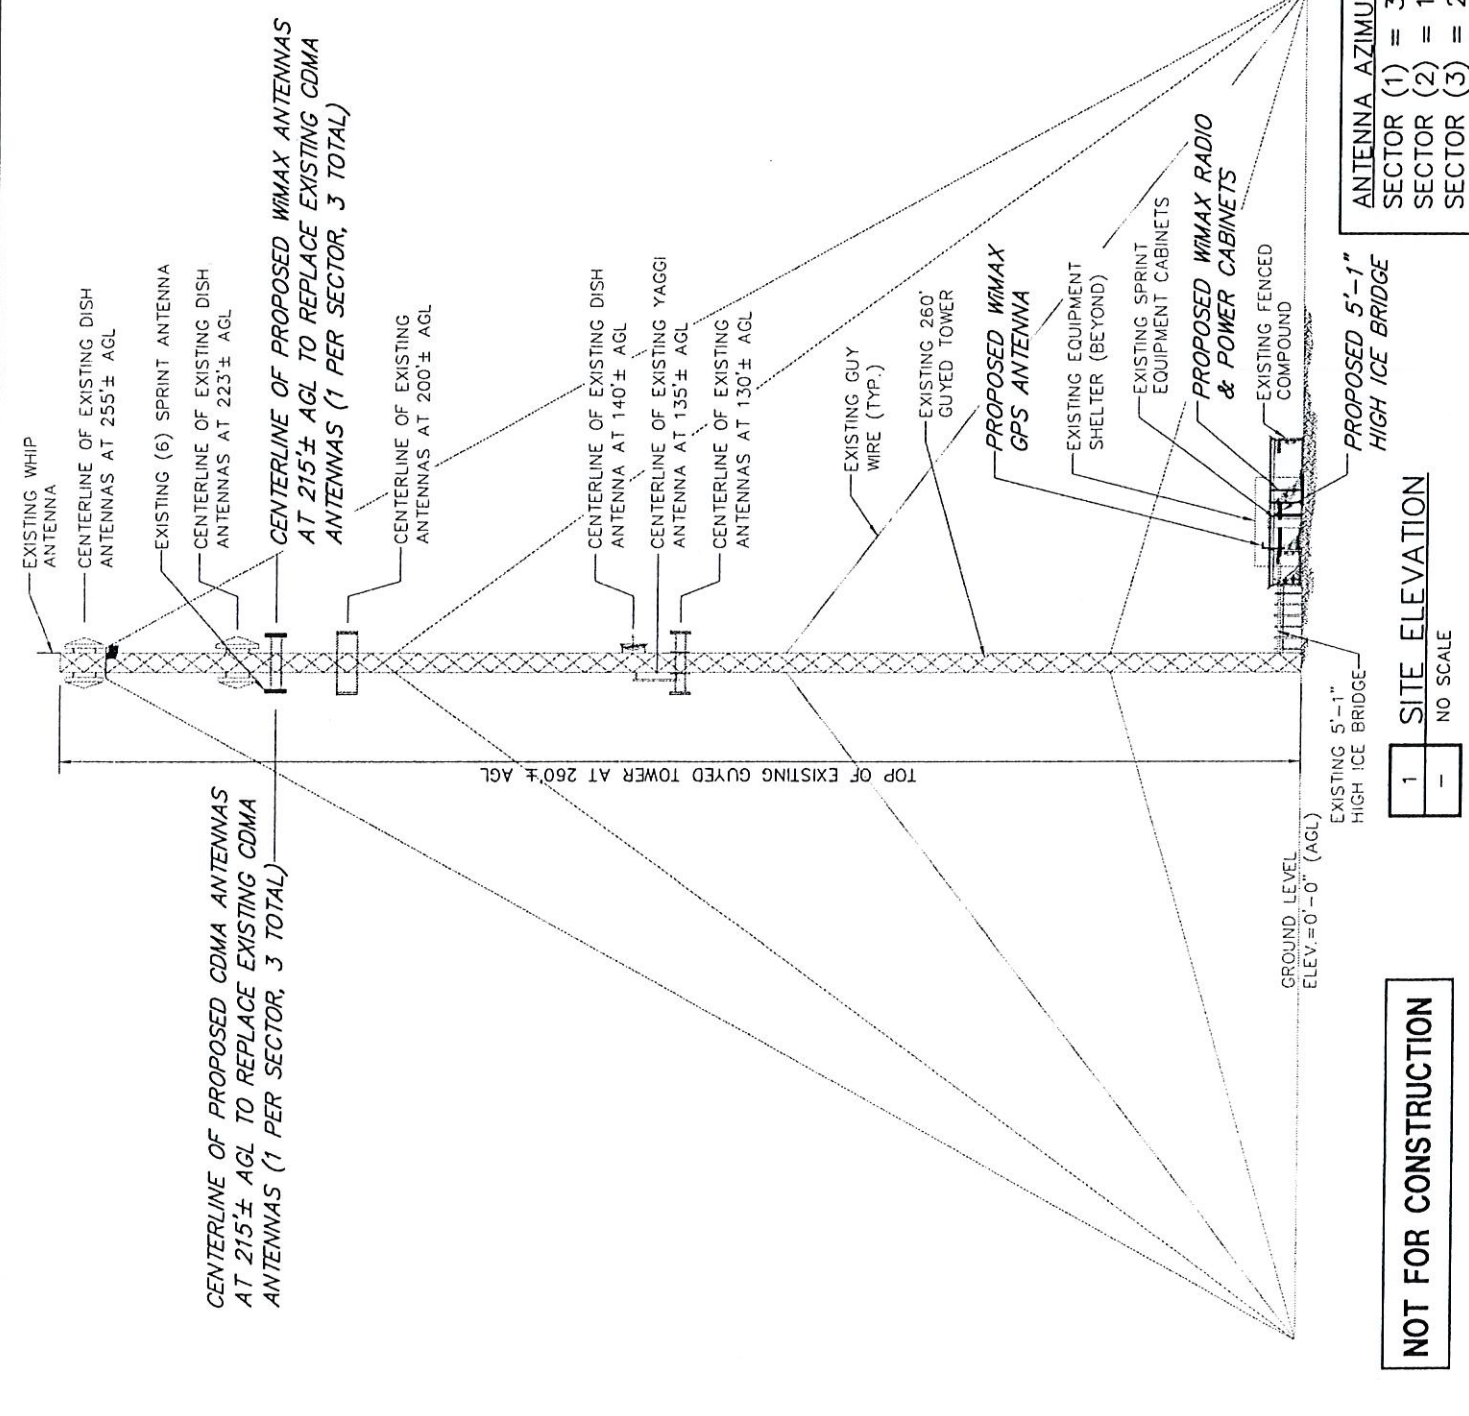 EXISTING WHIP
ANTENNA
CENTERLINE OF EXISTING DISH
ANTENNAS AT 255'± AGL
EXISTING (6) SPRINT ANTENNA
CENTERLINE OF EXISTING DISH
ANTENNAS AT 223'± AGL
CENTERLINE OF PROPOSED WiMAX ANTENNAS
AT 215'± AGL TO REPLACE EXISTING CDMA
ANTENNAS (1 PER SECTOR, 3 TOTAL)
CENTERLINE OF EXISTING
ANTENNAS AT 200'± AGL
CENTERLINE OF EXISTING DISH
ANTENNA AT 140'± AGL
CENTERLINE OF EXISTING YAGGI
ANTENNA AT 135'± AGL
CENTERLINE OF EXISTING
ANTENNAS AT 130'± AGL
EXISTING GUY
WIRE (TYP.)
EXISTING 260'
GUYED TOWER
PROPOSED WiMAX
GPS ANTENNA
EXISTING EQUIPMENT
SHELTER (BEYOND)
EXISTING SPRINT
EQUIPMENT CABINETS
PROPOSED WiMAX RADIO
& POWER CABINETS
EXISTING FENCED
COMPOUND
PROPOSED 5'-1"
HIGH ICE BRIDGE
CENTERLINE OF PROPOSED CDMA ANTENNAS
AT 215'± AGL TO REPLACE EXISTING CDMA
ANTENNAS (1 PER SECTOR, 3 TOTAL)
TOP OF EXISTING GUYED TOWER AT 260'± AGL
GROUND LEVEL
ELEV.=0'-0" (AGL)
EXISTING 5'-1"
HIGH ICE BRIDGE
1
-
SITE ELEVATION
NO SCALE
NOT FOR CONSTRUCTION
ANTENNA AZIMU
SECTOR (1) = 3
SECTOR (2) = 1
SECTOR (3) = 2